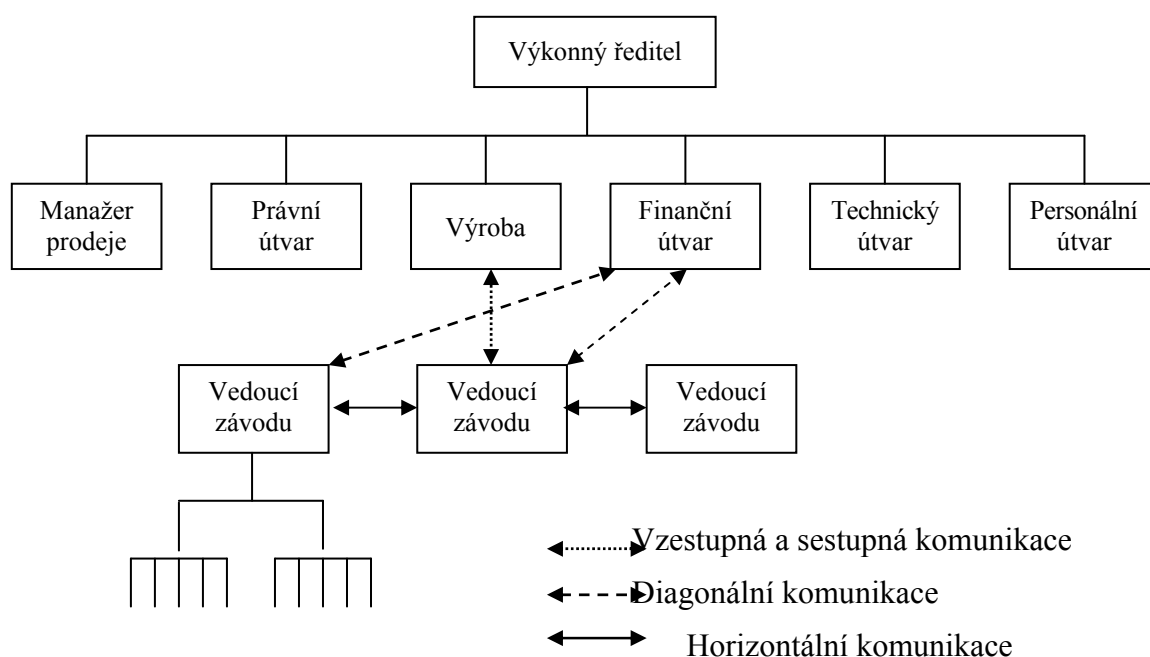 Výkonný ředitel
Manažer
prodeje
Právní
útvar
Výroba
Finanční
útvar
Technický
útvar
Personální
útvar
Vedoucí
závodu
Vedoucí
závodu
Vedoucí
závodu
Vzestupná a sestupná komunikace
Diagonální komunikace
Horizontální komunikace